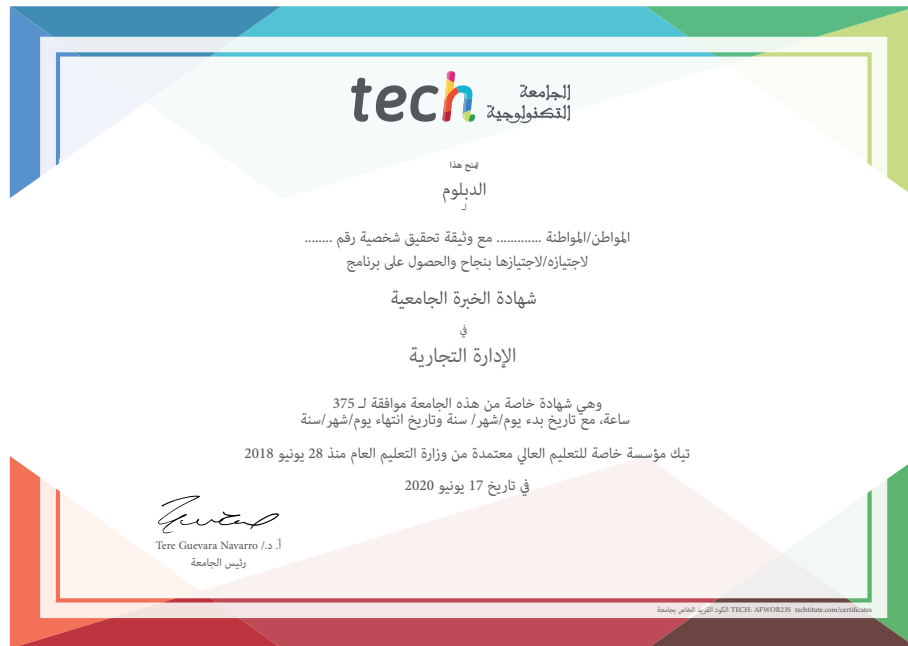 tech
الجامعة
التكنولوجية
يمنح هذا
الدبلوم
لـ
المواطن/المواطنة ............. مع وثيقة تحقيق شخصية رقم ........
لاجتيازه/لاجتيازها بنجاح والحصول على برنامج
شهادة الخبرة الجامعية
في
الإدارة التجارية
وهي شهادة خاصة من هذه الجامعة موافقة لـ 375
ساعة، مع تاريخ بدء يوم/شهر/ سنة وتاريخ انتهاء يوم/شهر/سنة
تيك مؤسسة خاصة للتعليم العالي معتمدة من وزارة التعليم العام منذ 28 يونيو 2018
في تاريخ 17 يونيو 2020
أ. د./ Tere Guevara Navarro
رئيس الجامعة
الكود الفريد الخاص بجامعة TECH: AFWOR23S techtitute.com/certificates